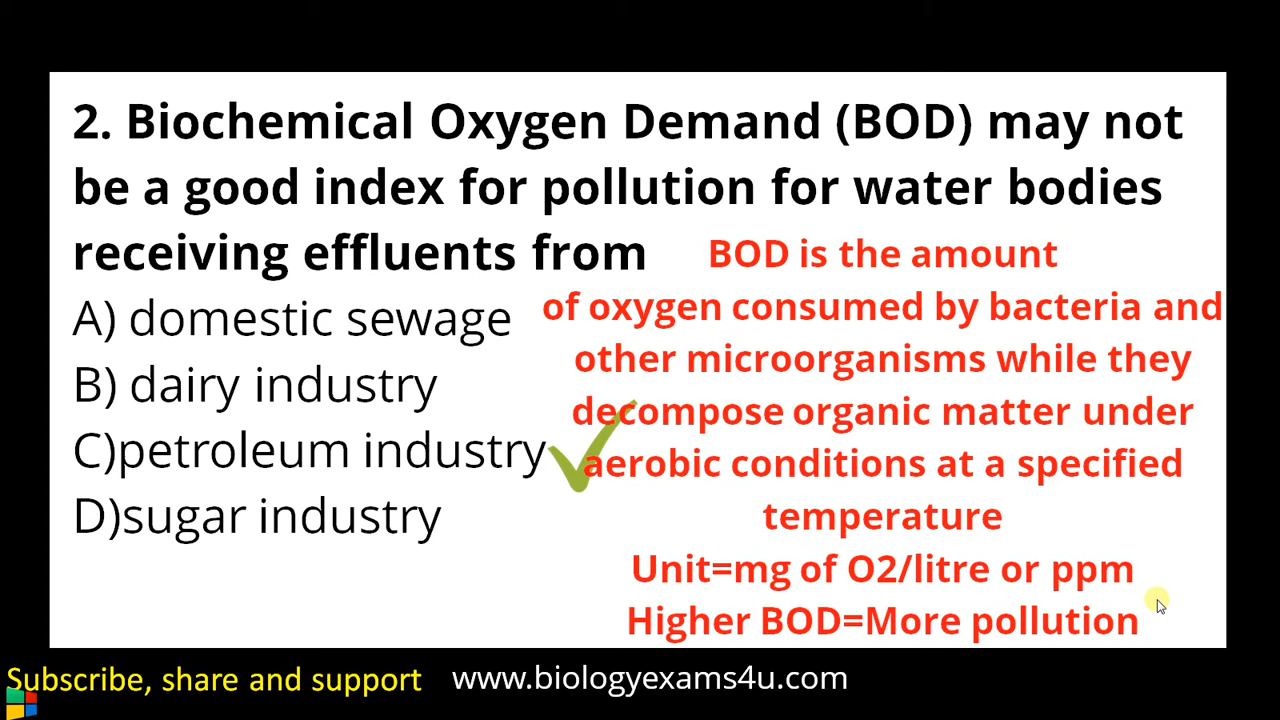 2. Biochemical Oxygen Demand (BOD) may not
be a good index for pollution for water bodies
receiving effluents from
A) domestic sewage
B) dairy industry
C)petroleum industry
D)sugar industry
BOD is the amount
of oxygen consumed by bacteria and
other microorganisms while they
decompose organic matter under
aerobic conditions at a specified
temperature
Unit=mg of O2/litre or ppm
Higher BOD=More pollution
Subscribe, share and support
www.biologyexams4u.com